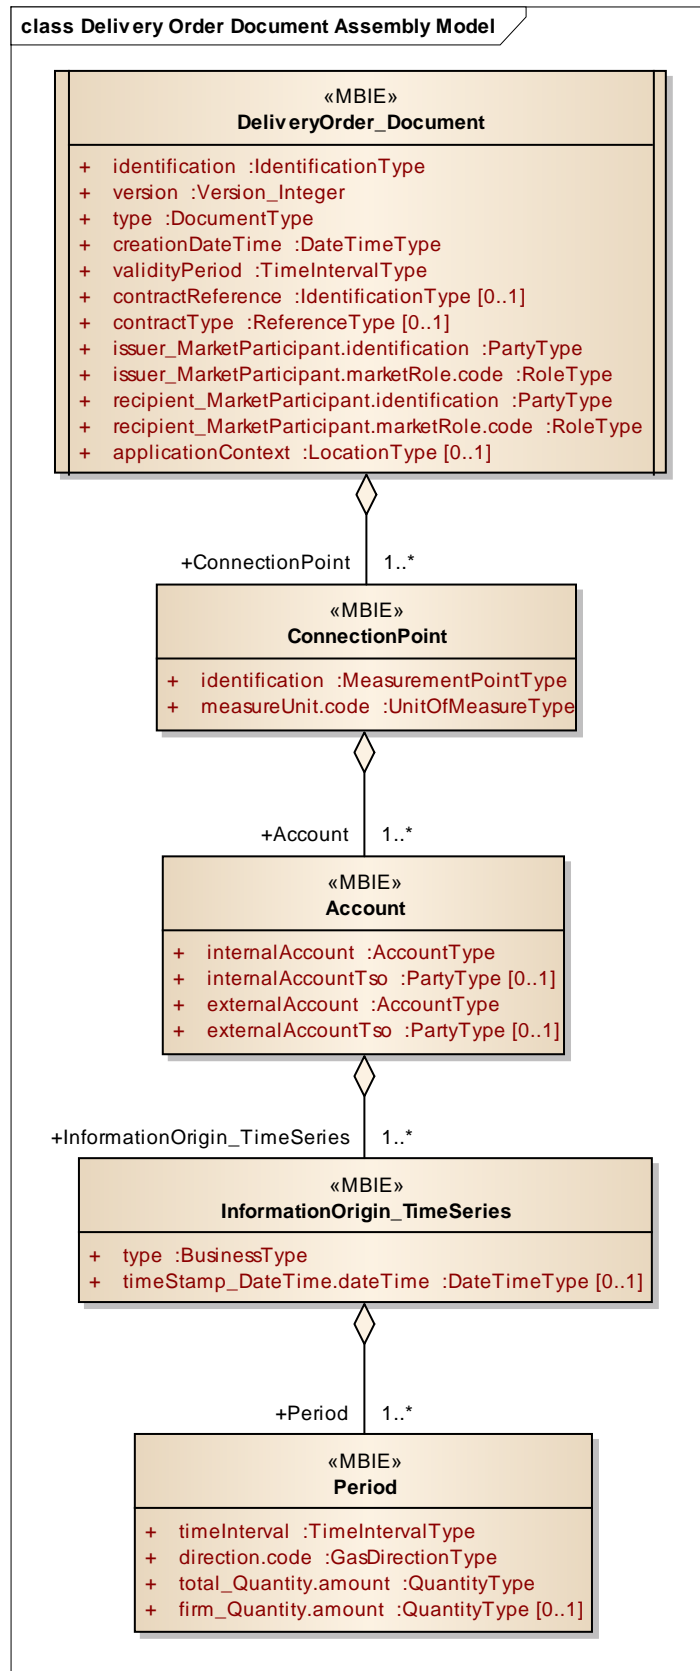 class Delivery Order Document Assembly Model
«MBIE»
DeliveryOrder_Document
+ identification :IdentificationType
+ version :Version_Integer
+ type :DocumentType
+ creationDateTime :DateTimeType
+ validityPeriod :TimeIntervalType
+ contractReference :IdentificationType [0..1]
+ contractType :ReferenceType [0..1]
+ issuer_MarketParticipant.identification :PartyType
+ issuer_MarketParticipant.marketRole.code :RoleType
+ recipient_MarketParticipant.identification :PartyType
+ recipient_MarketParticipant.marketRole.code :RoleType
+ applicationContext :LocationType [0..1]
+ConnectionPoint 1..*
«MBIE»
ConnectionPoint
+ identification :MeasurementPointType
+ measureUnit.code :UnitOfMeasureType
+Account 1..*
«MBIE»
Account
+ internalAccount :AccountType
+ internalAccountTso :PartyType [0..1]
+ externalAccount :AccountType
+ externalAccountTso :PartyType [0..1]
+InformationOrigin_TimeSeries 1..*
«MBIE»
InformationOrigin_TimeSeries
+ type :BusinessType
+ timeStamp_DateTime.dateTime :DateTimeType [0..1]
+Period 1..*
«MBIE»
Period
+ timeInterval :TimeIntervalType
+ direction.code :GasDirectionType
+ total_Quantity.amount :QuantityType
+ firm_Quantity.amount :QuantityType [0..1]